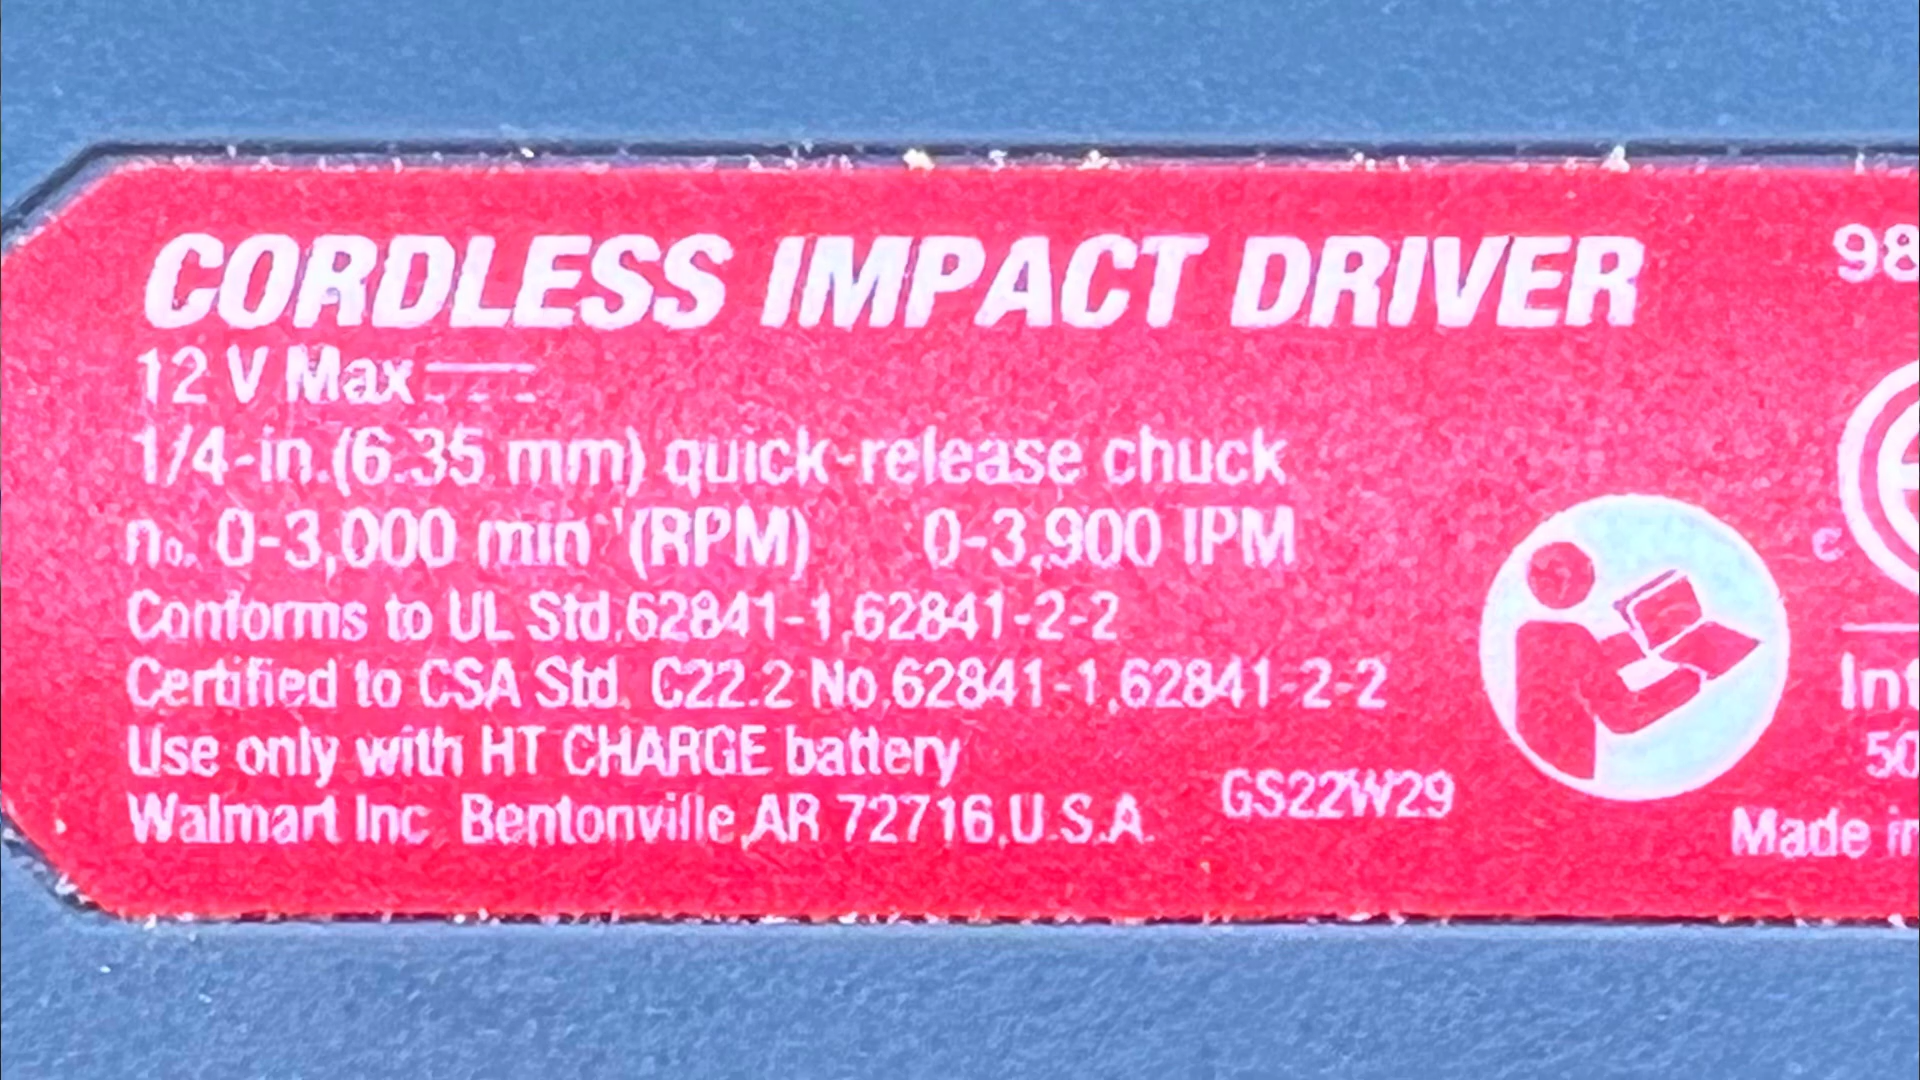 CORDLESS IMPACT DRIVER
98
12 V Max
1/4-in.(6.35 mm) quick-release chuck
n₀. 0-3,000 min⁻¹(RPM) 0-3,900 IPM
c
Conforms to UL Std.62841-1,62841-2-2
Certified to CSA Std. C22.2 No.62841-1,62841-2-2
Int
Use only with HT CHARGE battery
50
GS22W29
Walmart Inc. Bentonville,AR 72716,U.S.A.
Made in